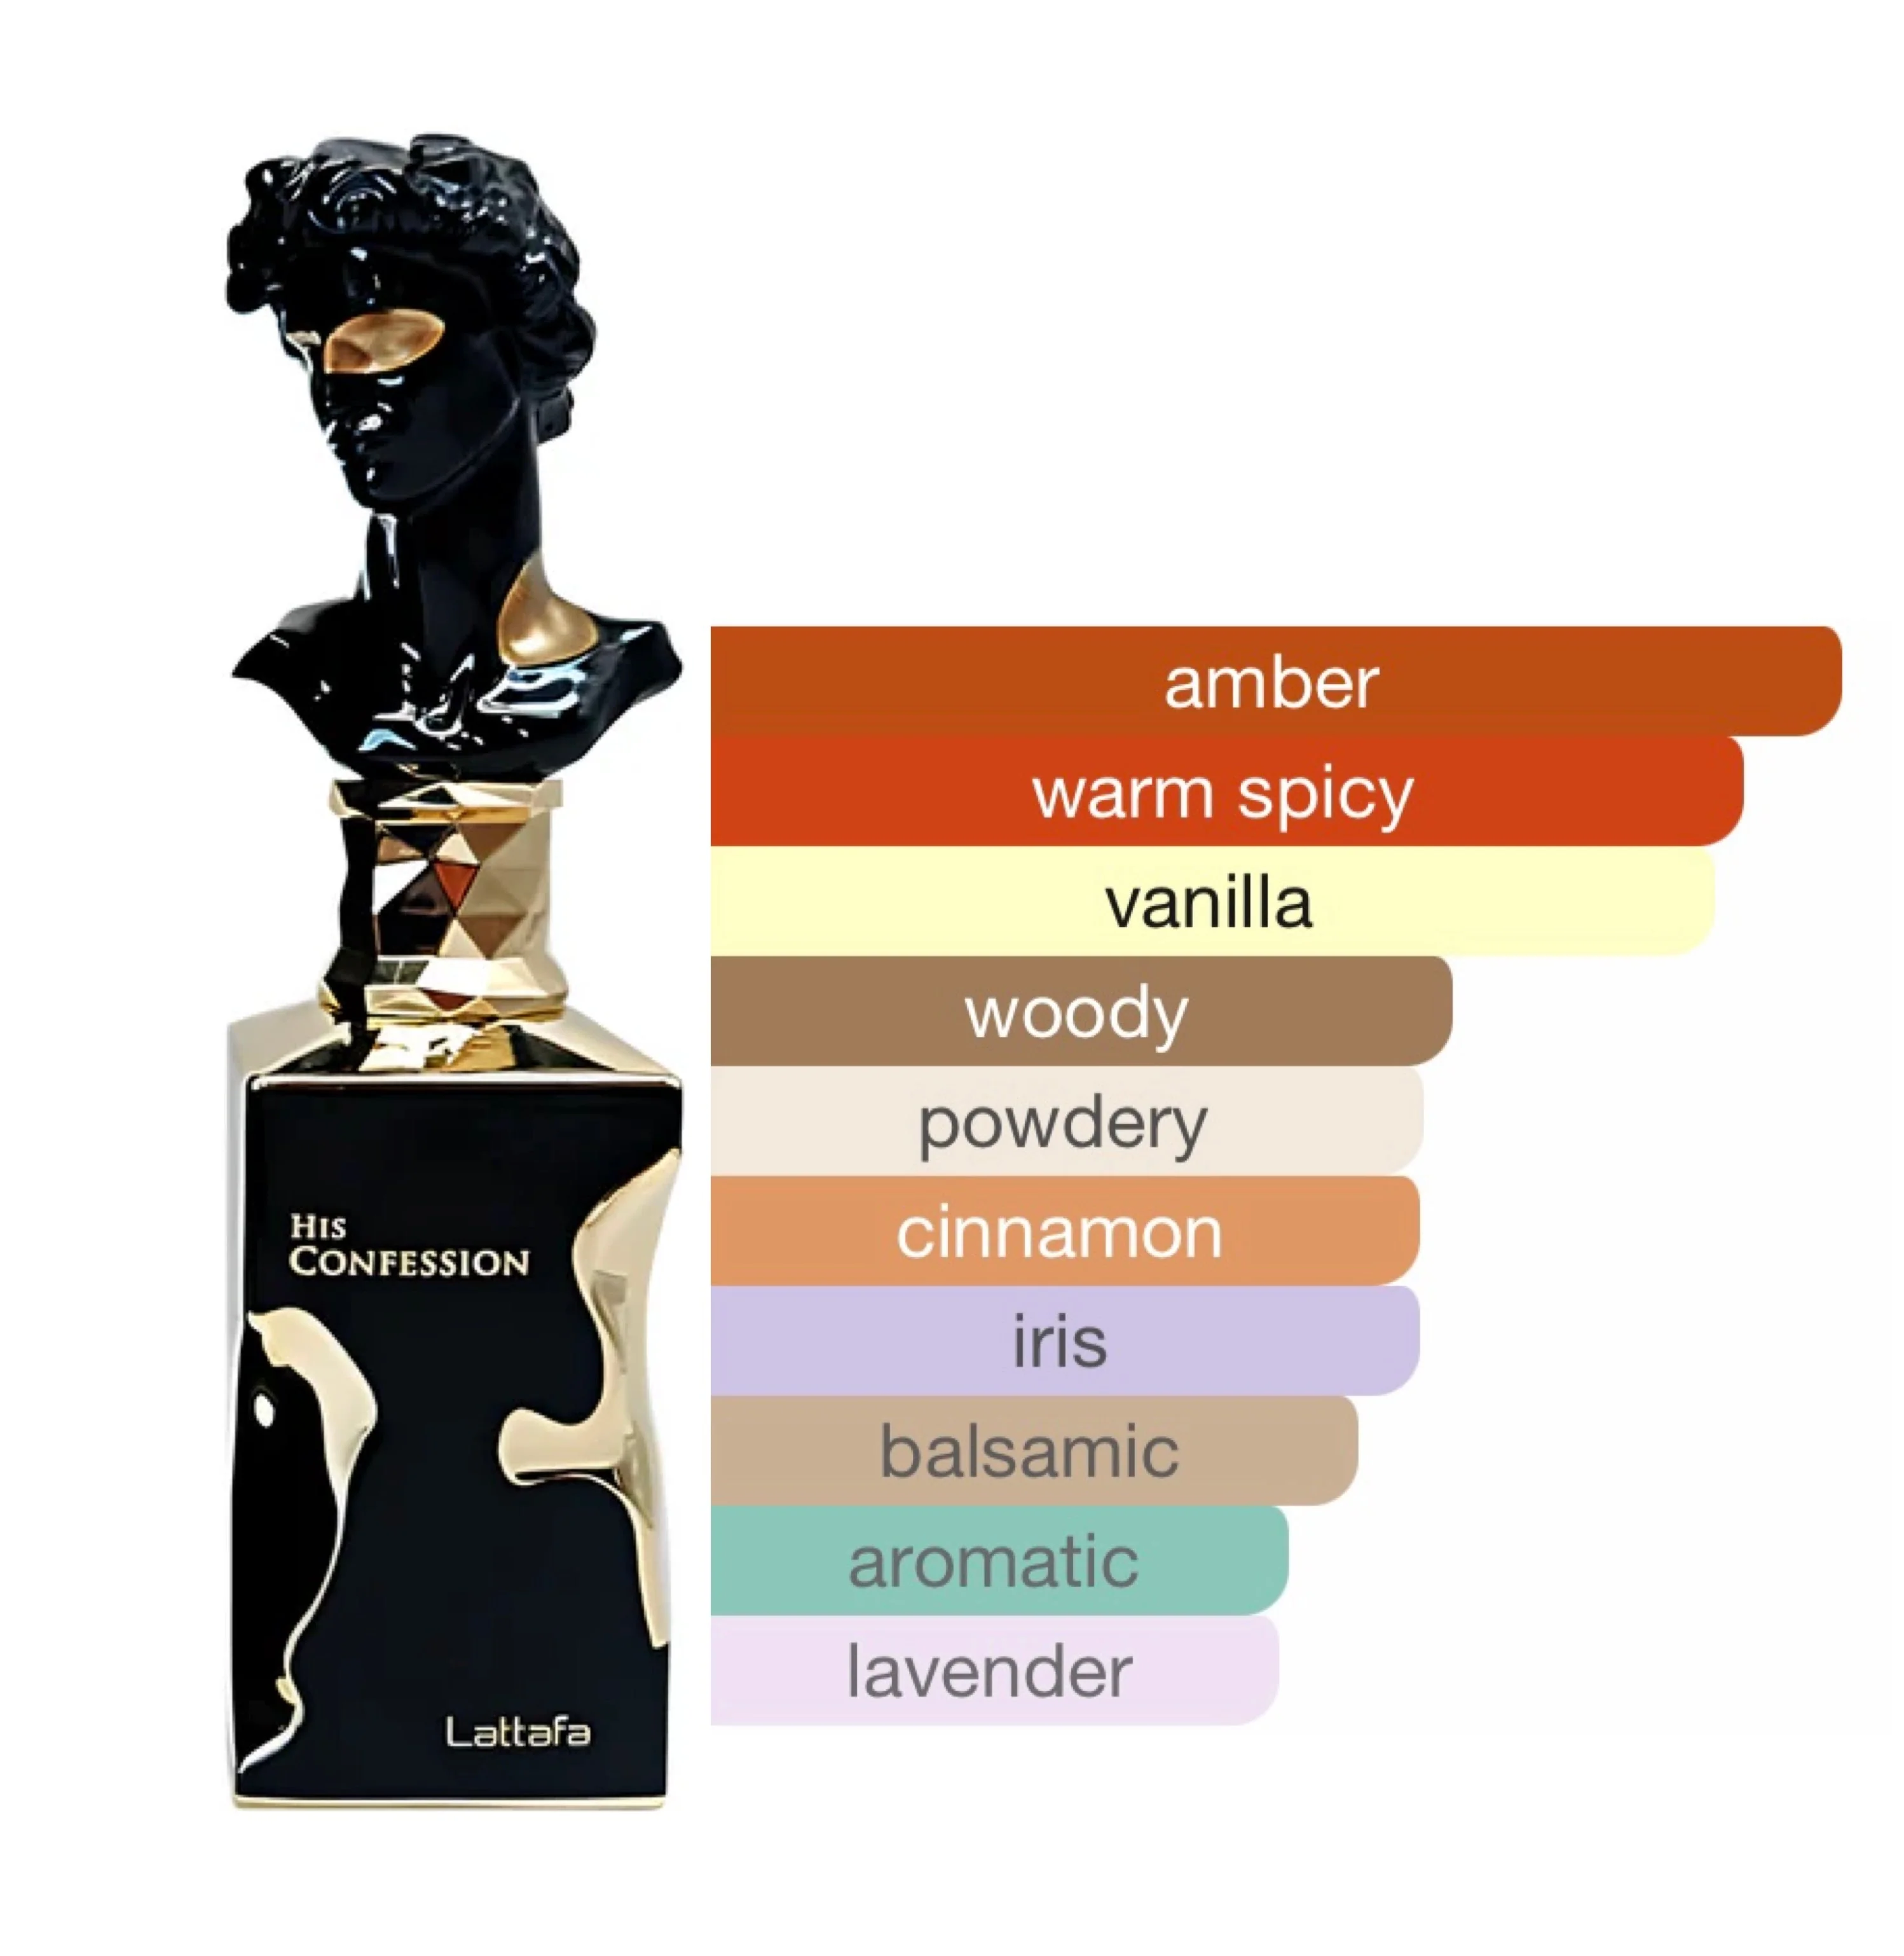 amber
warm spicy
vanilla
woody
powdery
cinnamon
iris
balsamic
aromatic
lavender
His
Confession
Lattafa